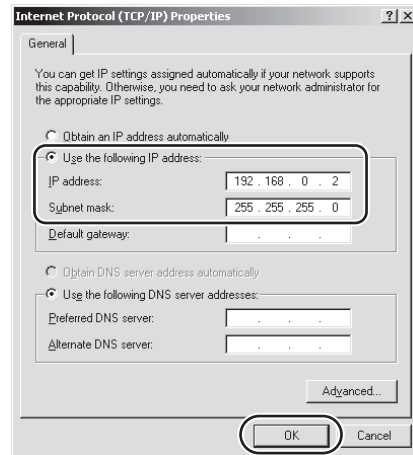 Internet Protocol (TCP/IP) Properties
? X
General
You can get IP settings assigned automatically if your network supports
this capability. Otherwise, you need to ask your network administrator for
the appropriate IP settings.
Obtain an IP address automatically
Use the following IP address:
IP address: 192 . 168 . 0 . 2
Subnet mask: 255 . 255 . 255 . 0
Default gateway: . . .
Obtain DNS server address automatically
Use the following DNS server addresses:
Preferred DNS server: . . .
Alternate DNS server: . . .
Advanced...
OK Cancel